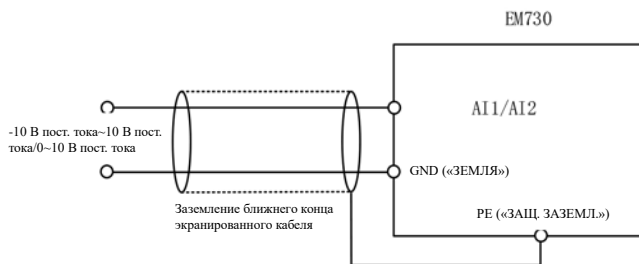 EM730
AI1/AI2
-10 В пост. тока~10 В пост.
тока/0~10 В пост. тока
GND («ЗЕМЛЯ»)
Заземление ближнего конца
экранированного кабеля
PE («ЗАЩ. ЗАЗЕМЛ.»)